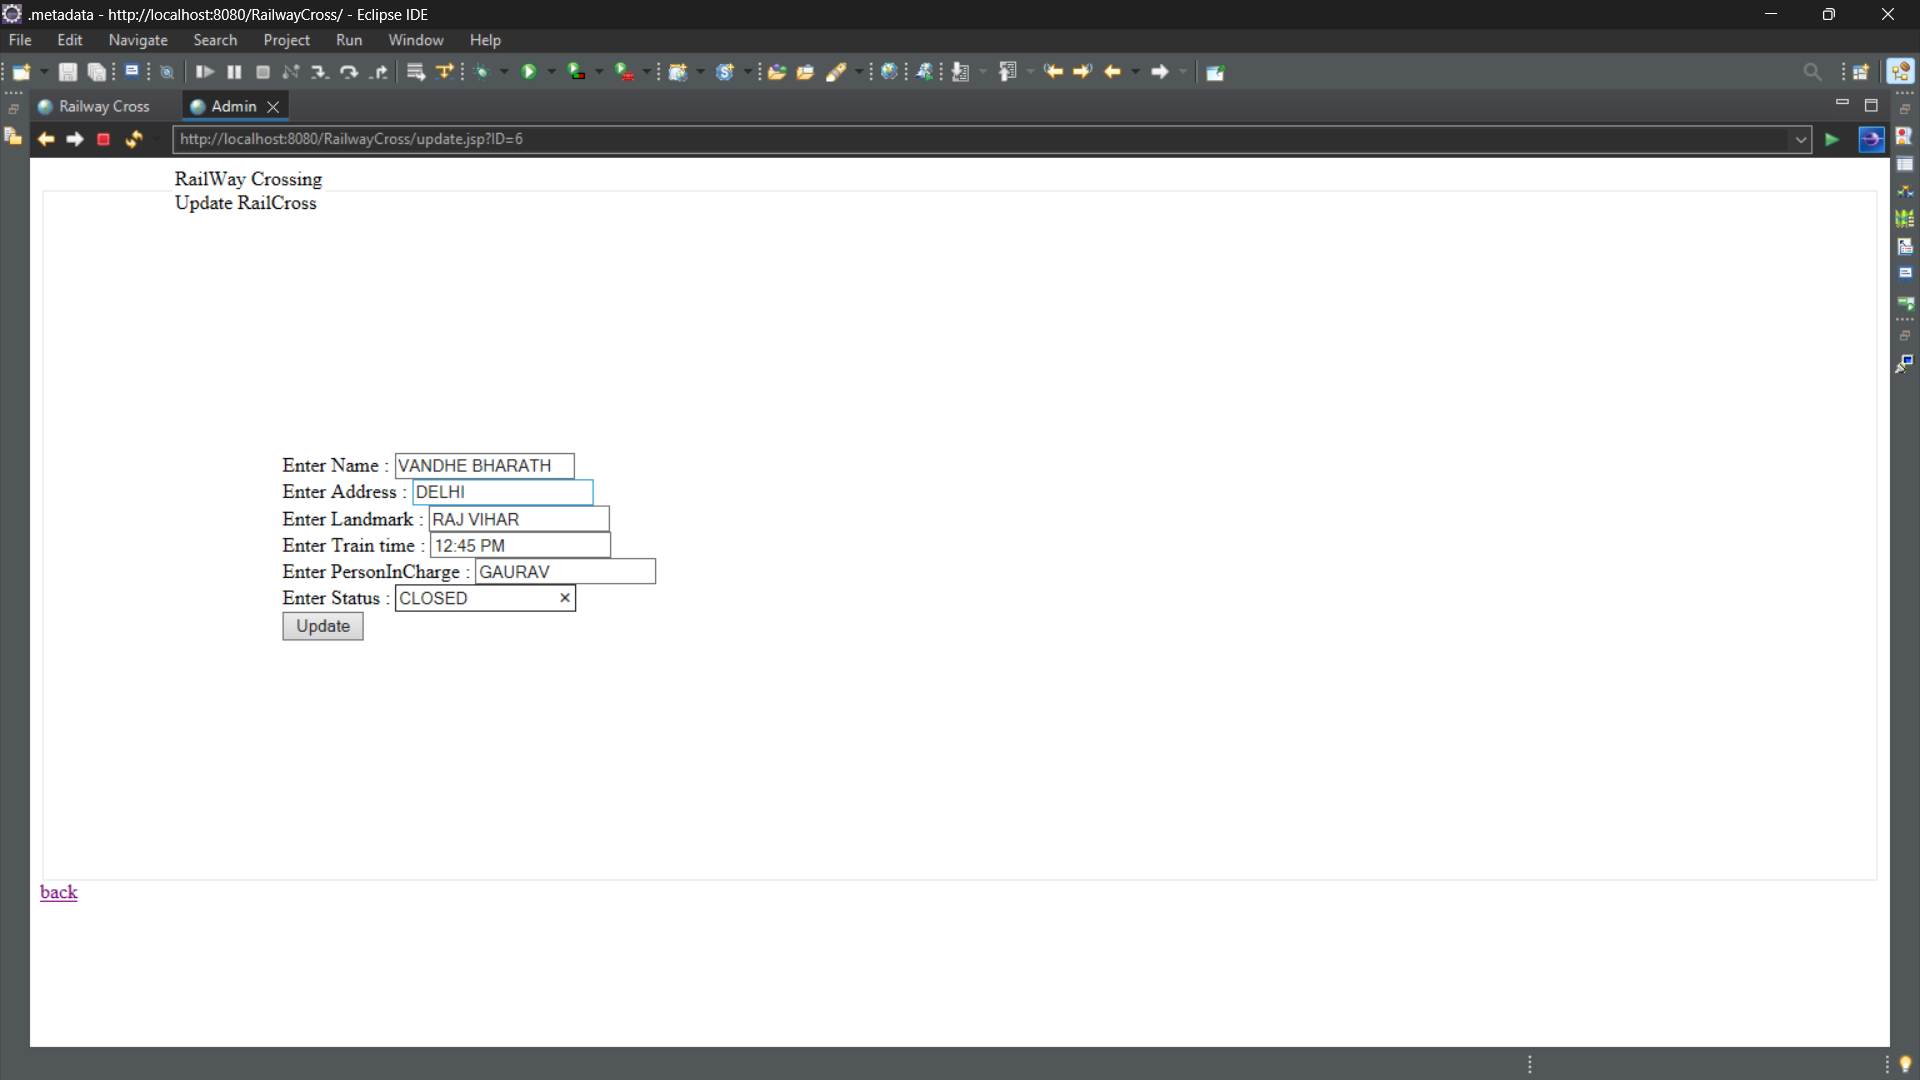 .metadata - http://localhost:8080/RailwayCross/ - Eclipse IDE
File Edit Navigate Search Project Run Window Help
Railway Cross Admin
http://localhost:8080/RailwayCross/update.jsp?ID=6
RailWay Crossing
Update RailCross
Enter Name : VANDHE BHARATH
Enter Address : DELHI
Enter Landmark : RAJ VIHAR
Enter Train time : 12:45 PM
Enter PersonInCharge : GAURAV
Enter Status : CLOSED
Update
back